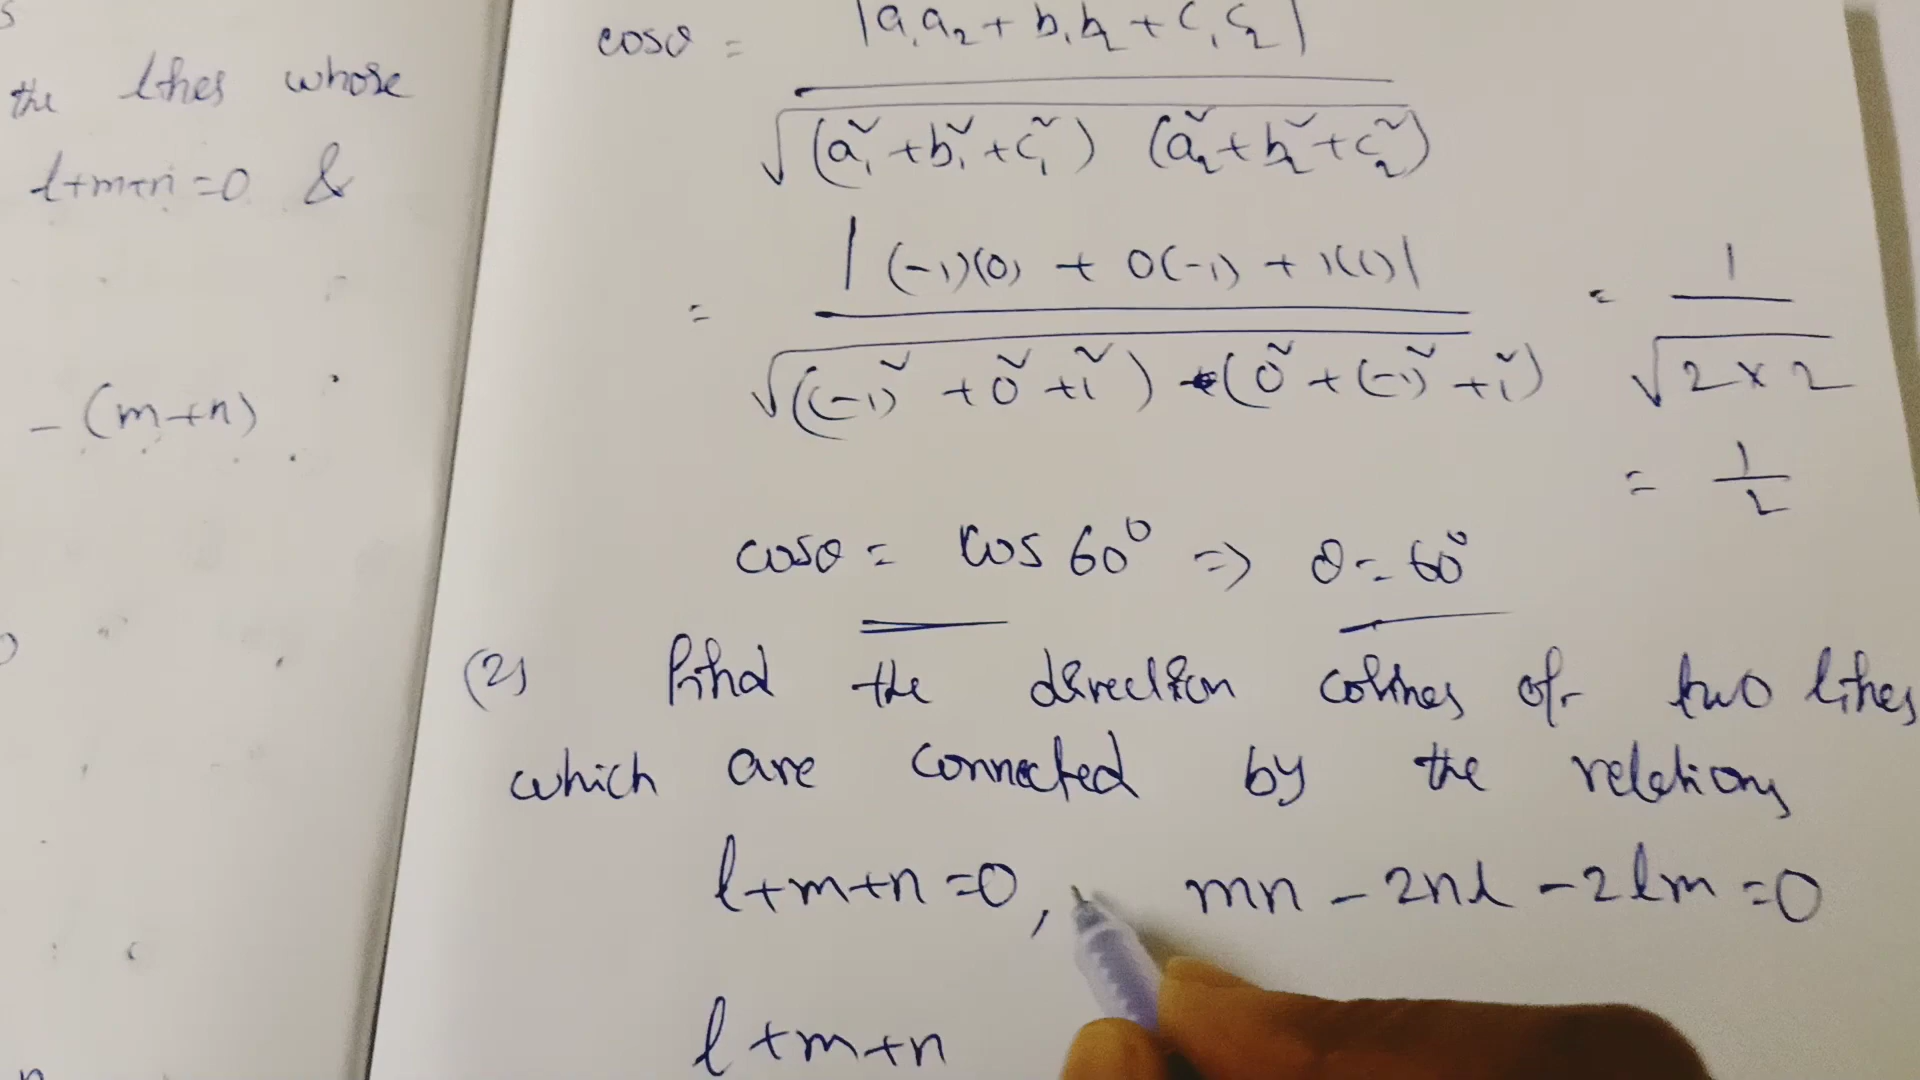 the lines whose
l+m+n=0 &
-(m+n)
cosθ = |a₁a₂ + b₁b₂ + c₁c₂|
√(a₁²+b₁²+c₁²) (a₂²+b₂²+c₂²)
= |(-1)(0) + 0(-1) + 1(1)| = 1
√((-1)²+0²+1²) (0²+(-1)²+1²) √2×2
= 1/2
cosθ = cos 60° ⇒ θ = 60°
(2) Find the direction cosines of two lines
which are connected by the relations
l+m+n=0, mn-2nl-2lm=0
l+m+n